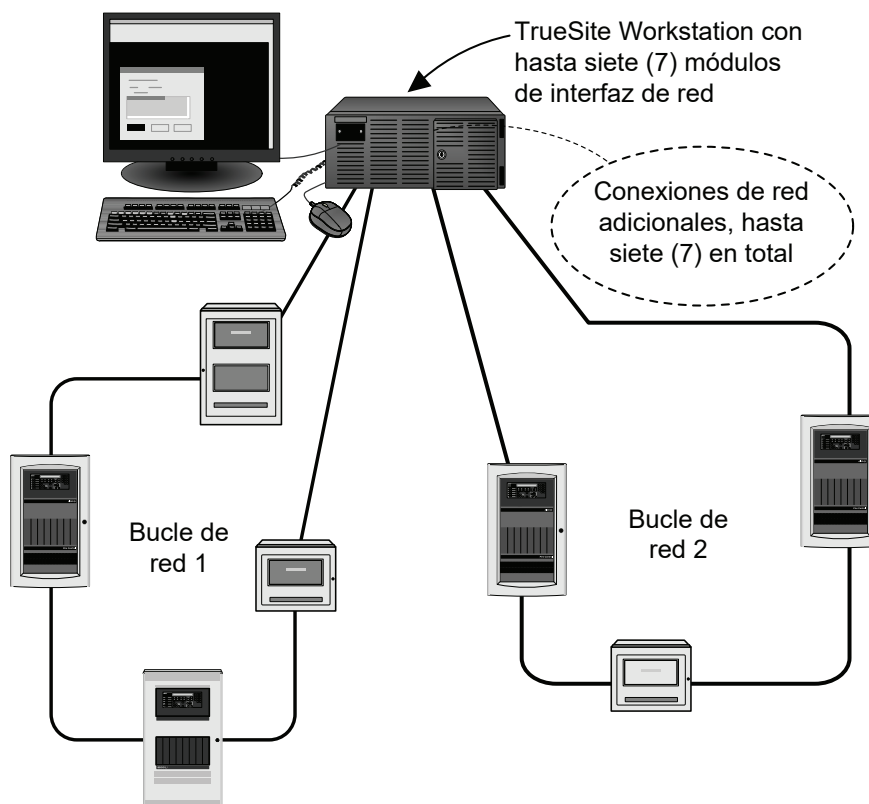 TrueSite Workstation con
hasta siete (7) módulos
de interfaz de red
Conexiones de red
adicionales, hasta
siete (7) en total
Bucle de
red 1
Bucle de
red 2